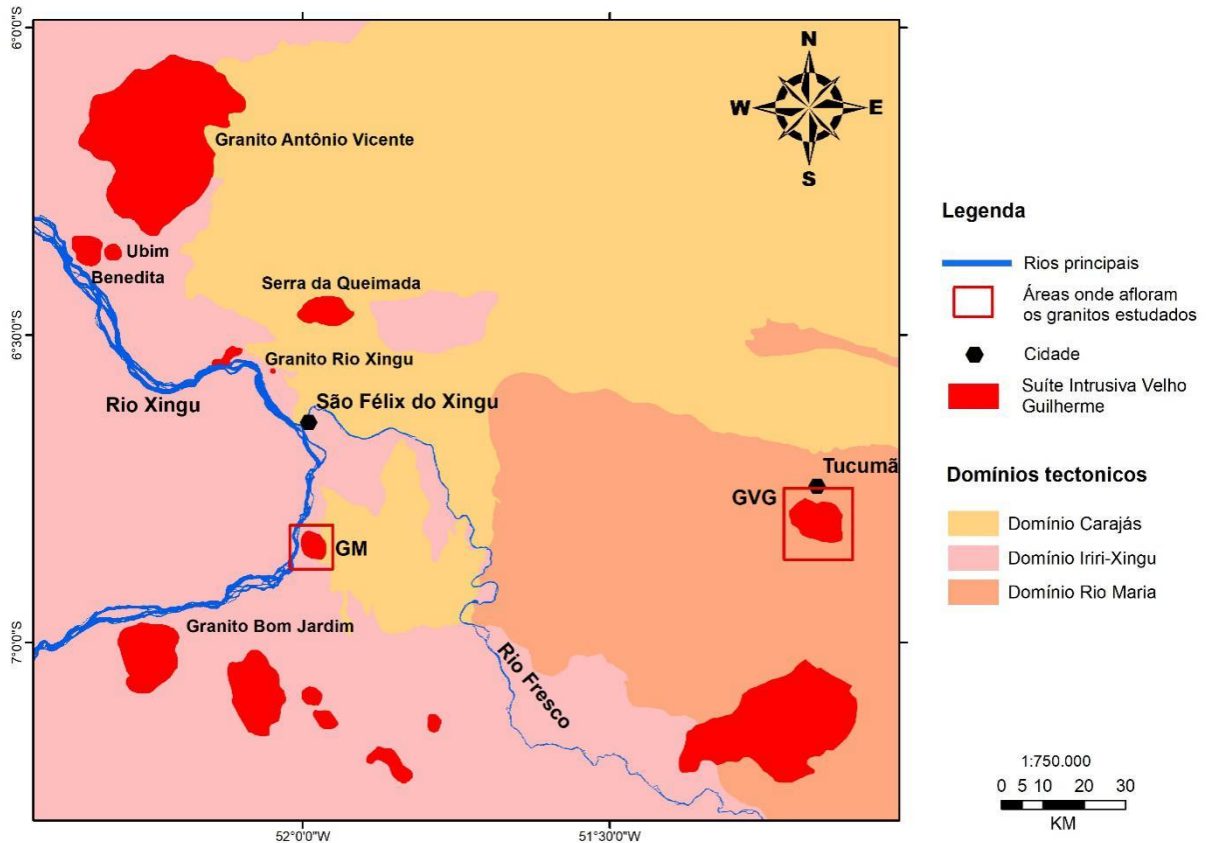 6°0'0"S
6°30'0"S
7°0'0"S
52°0'0"W
51°30'0"W
N
W
E
S
Granito Antônio Vicente
Ubim
Benedita
Serra da Queimada
Granito Rio Xingu
Rio Xingu
São Félix do Xingu
Tucumã
GVG
GM
Granito Bom Jardim
Rio Fresco
Legenda
Rios principais
Áreas onde afloram
os granitos estudados
Cidade
Suíte Intrusiva Velho
Guilherme
Domínios tectonicos
Domínio Carajás
Domínio Iriri-Xingu
Domínio Rio Maria
1:750.000
0 5 10 20 30
KM